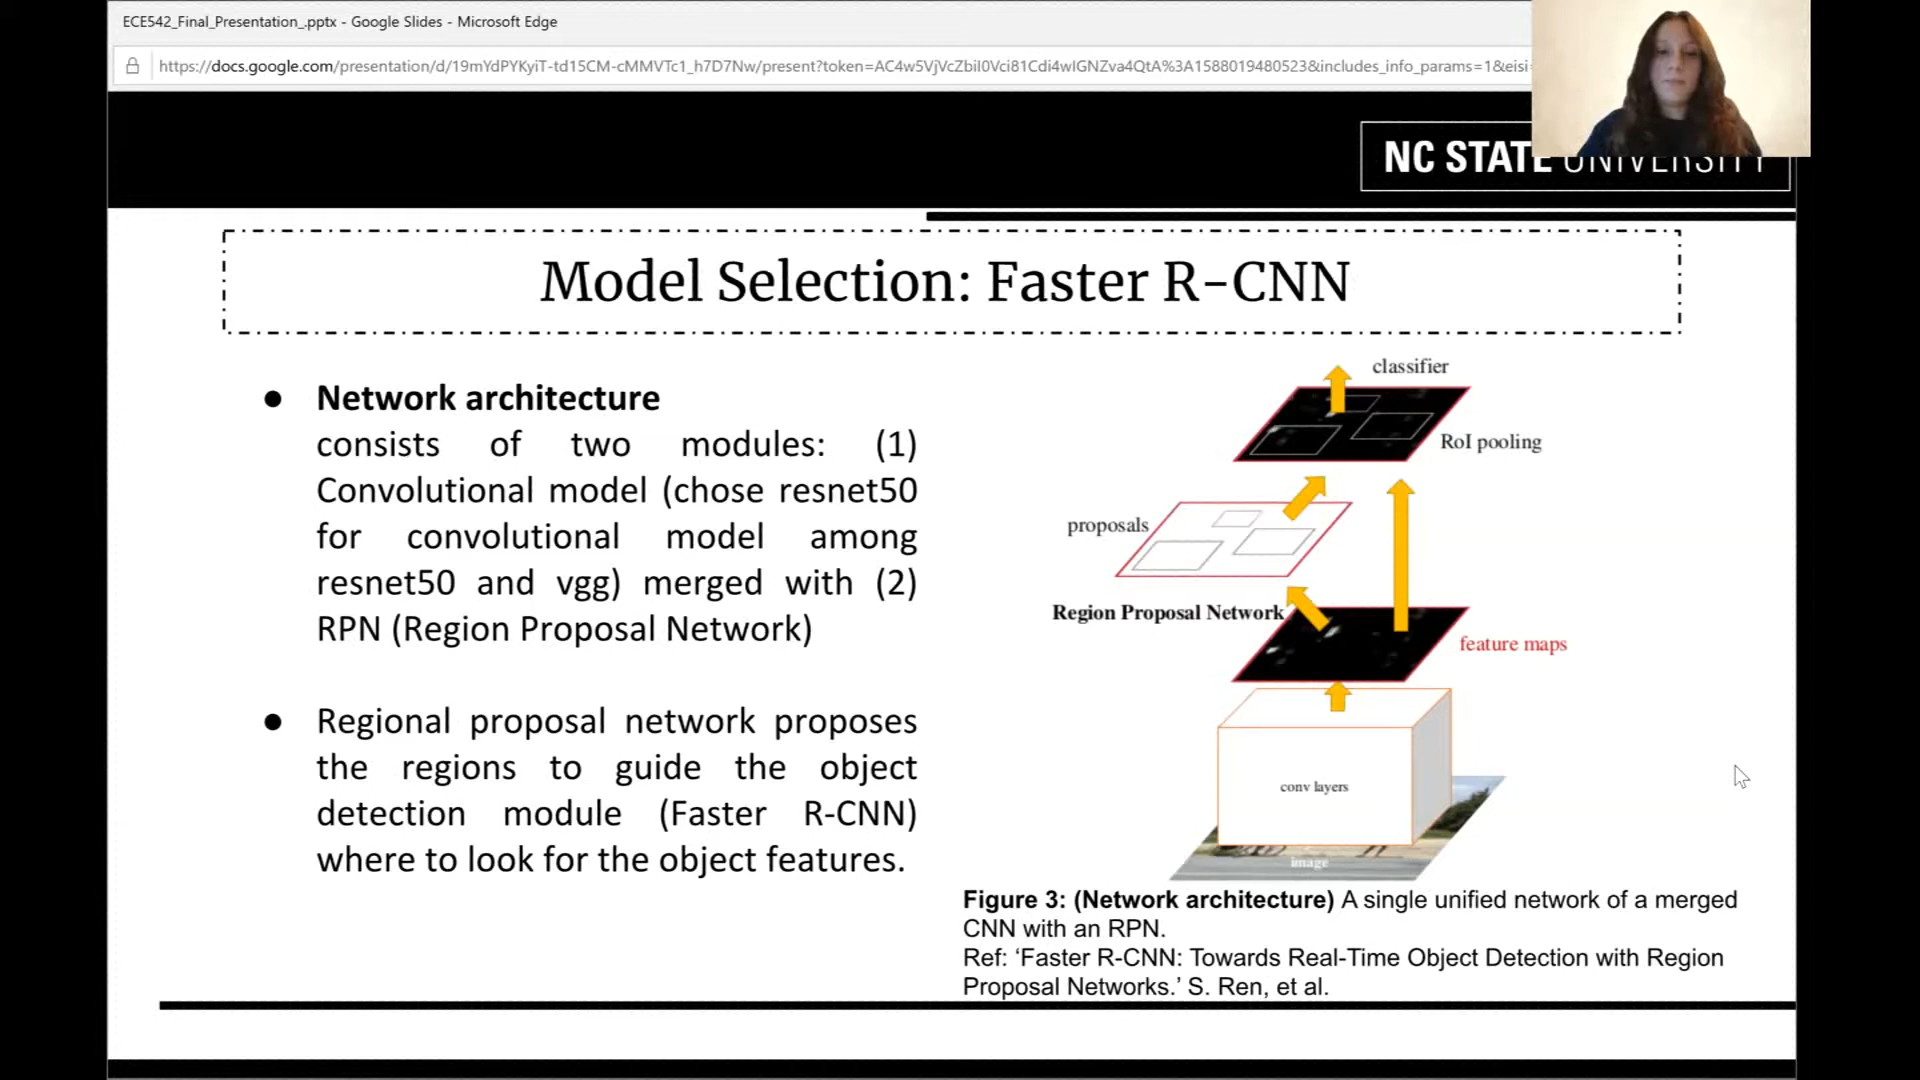 ECE542_Final_Presentation_.pptx - Google Slides - Microsoft Edge
https://docs.google.com/presentation/d/19mYdPYKyiT-td15CM-cMMVTc1_h7D7Nw/present?token=AC4w5VjVcZbiI0Vci81Cdi4wIGNZva4QtA%3A1588019480523&includes_info_params=1&eisi=
NC STATE UNIVERSITY
Model Selection: Faster R-CNN
● Network architecture
consists of two modules: (1)
Convolutional model (chose resnet50
for convolutional model among
resnet50 and vgg) merged with (2)
RPN (Region Proposal Network)
● Regional proposal network proposes
the regions to guide the object
detection module (Faster R-CNN)
where to look for the object features.
classifier
RoI pooling
proposals
Region Proposal Network
feature maps
conv layers
image
Figure 3: (Network architecture) A single unified network of a merged
CNN with an RPN.
Ref: ‘Faster R-CNN: Towards Real-Time Object Detection with Region
Proposal Networks.’ S. Ren, et al.